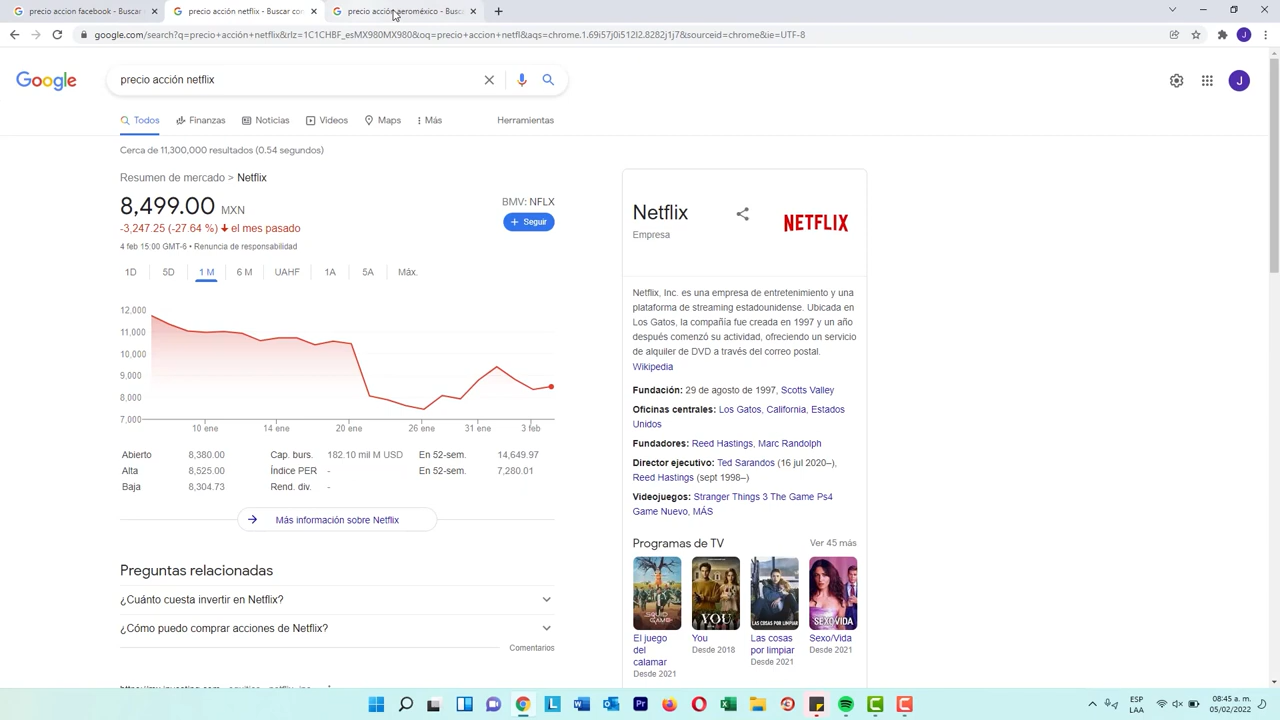 precio acción facebook - Buscar
precio acción netflix - Buscar con
precio acción aeroméxico - Busc
google.com/search?q=precio+acción+netflix&rlz=1C1CHBF_esMX980MX980&oq=precio+accion+netfl&aqs=chrome.1.69i57j0i512l2.8282j1j7&sourceid=chrome&ie=UTF-8
J
Google
precio acción netflix
J
Todos
Finanzas
Noticias
Videos
Maps
Más
Herramientas
Cerca de 11,300,000 resultados (0.54 segundos)
Resumen de mercado > Netflix
8,499.00 MXN
BMV: NFLX
-3,247.25 (-27.64 %) el mes pasado
+ Seguir
4 feb 15:00 GMT-6 • Renuncia de responsabilidad
1D 5D 1 M 6 M UAHF 1A 5A Máx.
12,000
11,000
10,000
9,000
8,000
7,000
10 ene 14 ene 20 ene 26 ene 31 ene 3 feb
Abierto 8,380.00 Cap. burs. 182.10 mil M USD En 52-sem. 14,649.97
Alta 8,525.00 Índice PER - En 52-sem. 7,280.01
Baja 8,304.73 Rend. div. -
Más información sobre Netflix
Preguntas relacionadas
¿Cuánto cuesta invertir en Netflix?
¿Cómo puedo comprar acciones de Netflix?
Comentarios
Netflix
Empresa
NETFLIX
Netflix, Inc. es una empresa de entretenimiento y una
plataforma de streaming estadounidense. Ubicada en
Los Gatos, la compañía fue creada en 1997 y un año
después comenzó su actividad, ofreciendo un servicio
de alquiler de DVD a través del correo postal.
Wikipedia
Fundación: 29 de agosto de 1997, Scotts Valley
Oficinas centrales: Los Gatos, California, Estados
Unidos
Fundadores: Reed Hastings, Marc Randolph
Director ejecutivo: Ted Sarandos (16 jul 2020–),
Reed Hastings (sept 1998–)
Videojuegos: Stranger Things 3 The Game Ps4
Game Nuevo, MÁS
Programas de TV
Ver 45 más
SQUID GAME
YOU
LAS COSAS POR LIMPIAR
SEXO/VIDA
El juego
del
calamar
Desde 2021
You
Desde 2018
Las cosas
por limpiar
Desde 2021
Sexo/Vida
Desde 2021
L
W
Pr
ESP
LAA
08:45 a. m.
05/02/2022